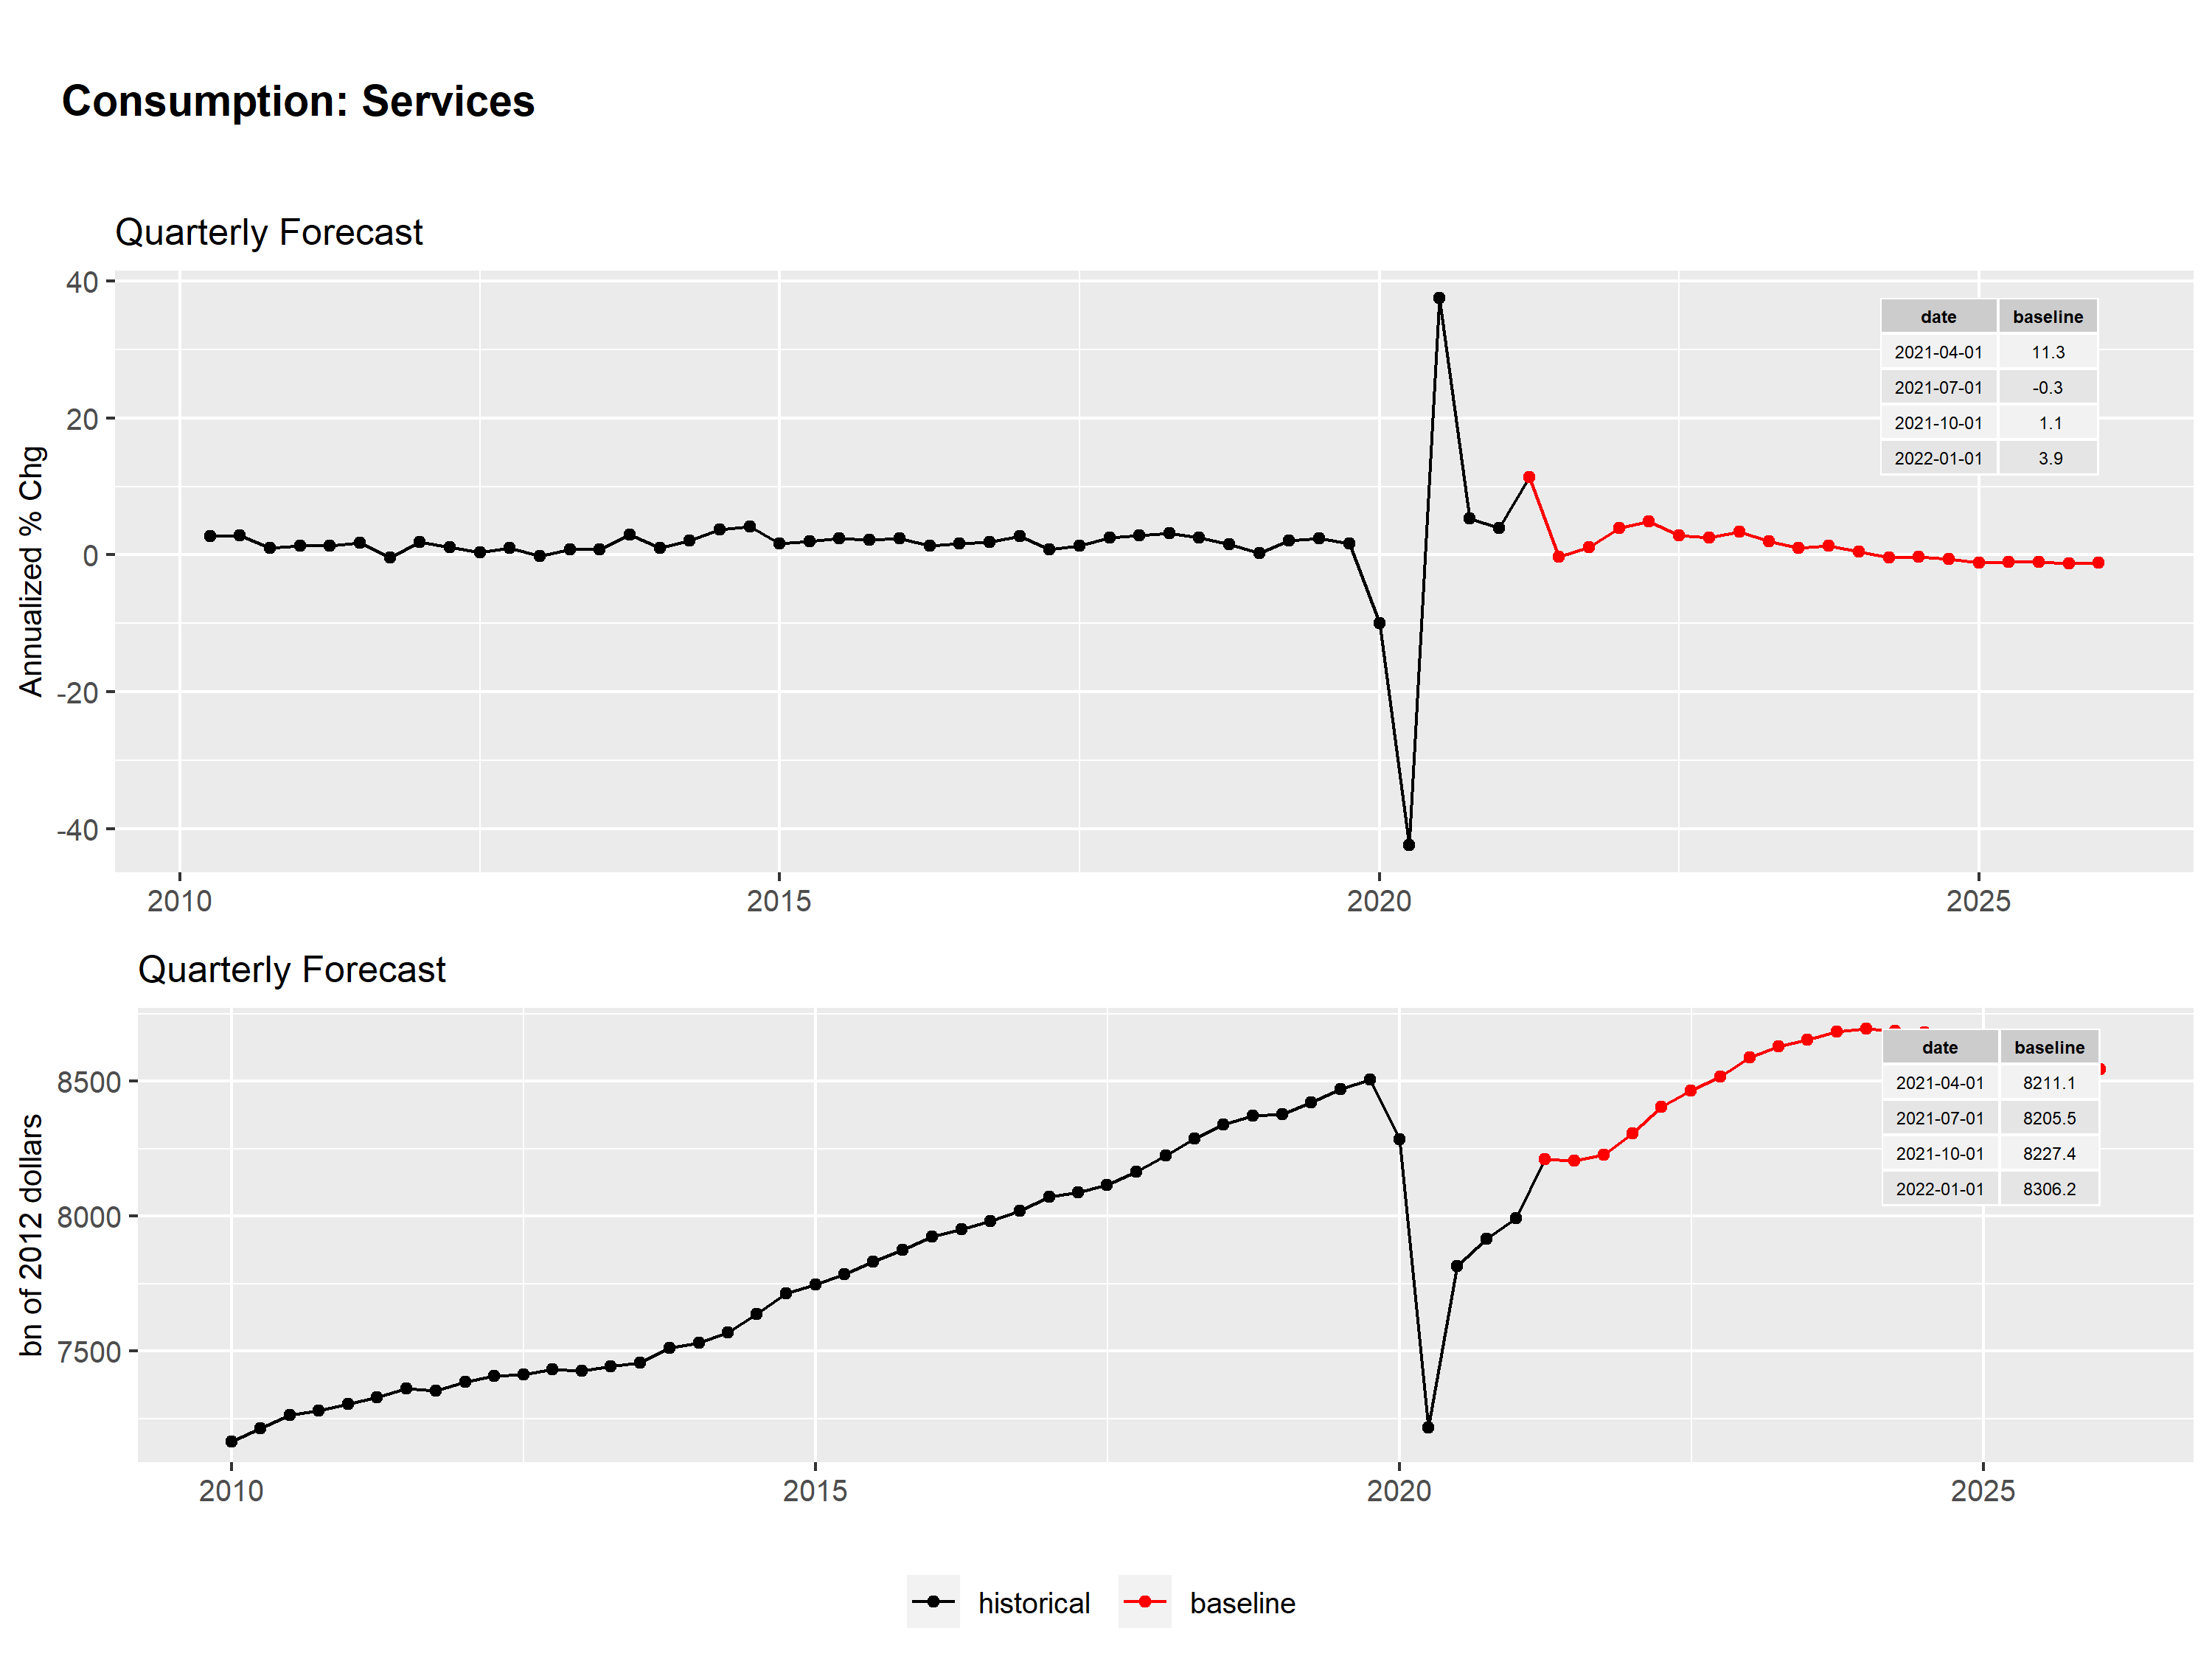 Consumption: Services
Quarterly Forecast
Annualized % Chg
40
20
0
-20
-40
date baseline
2021-04-01 11.3
2021-07-01 -0.3
2021-10-01 1.1
2022-01-01 3.9
2010 2015 2020 2025
Quarterly Forecast
bn of 2012 dollars
8500
8000
7500
date baseline
2021-04-01 8211.1
2021-07-01 8205.5
2021-10-01 8227.4
2022-01-01 8306.2
2010 2015 2020 2025
historical baseline